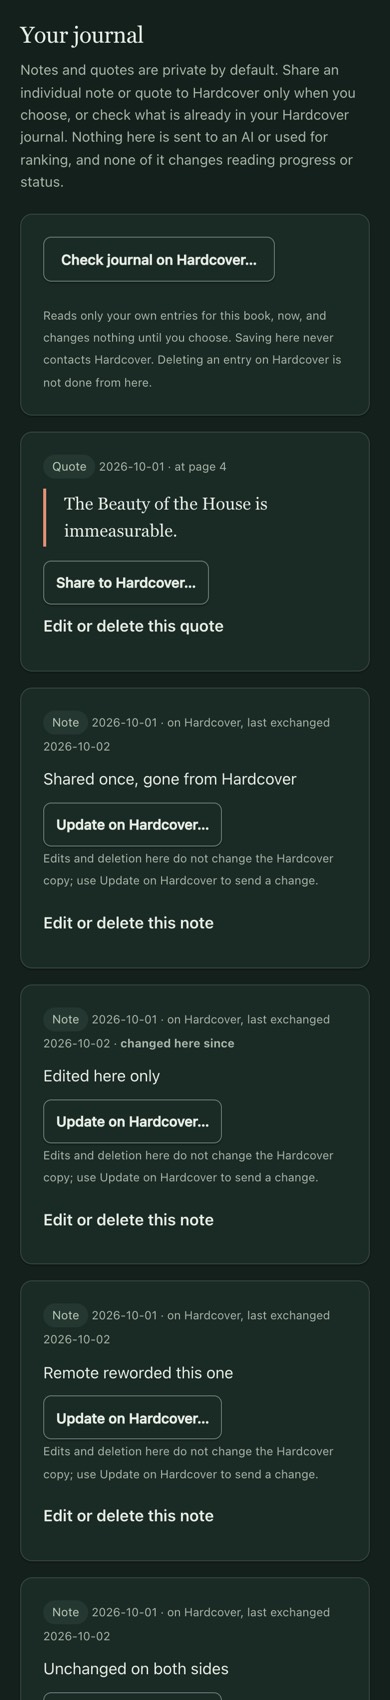 Your journal
Notes and quotes are private by default. Share an
individual note or quote to Hardcover only when you
choose, or check what is already in your Hardcover
journal. Nothing here is sent to an AI or used for
ranking, and none of it changes reading progress or
status.
Check journal on Hardcover...
Reads only your own entries for this book, now, and
changes nothing until you choose. Saving here never
contacts Hardcover. Deleting an entry on Hardcover is
not done from here.
Quote 2026-10-01 · at page 4
The Beauty of the House is
immeasurable.
Share to Hardcover...
Edit or delete this quote
Note 2026-10-01 · on Hardcover, last exchanged
2026-10-02
Shared once, gone from Hardcover
Update on Hardcover...
Edits and deletion here do not change the Hardcover
copy; use Update on Hardcover to send a change.
Edit or delete this note
Note 2026-10-01 · on Hardcover, last exchanged
2026-10-02 · changed here since
Edited here only
Update on Hardcover...
Edits and deletion here do not change the Hardcover
copy; use Update on Hardcover to send a change.
Edit or delete this note
Note 2026-10-01 · on Hardcover, last exchanged
2026-10-02
Remote reworded this one
Update on Hardcover...
Edits and deletion here do not change the Hardcover
copy; use Update on Hardcover to send a change.
Edit or delete this note
Note 2026-10-01 · on Hardcover, last exchanged
2026-10-02
Unchanged on both sides